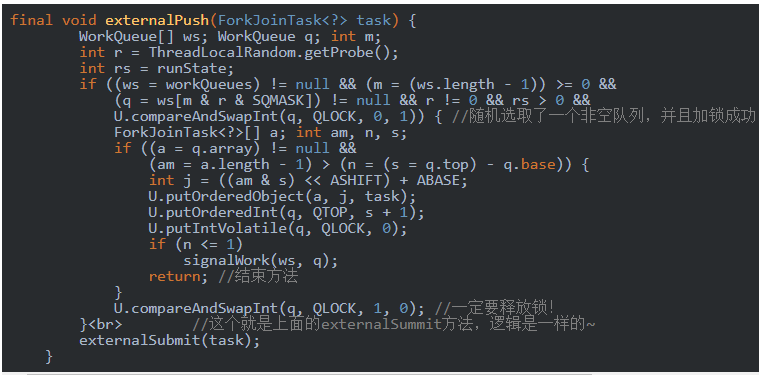 final void externalPush(ForkJoinTask<?> task) {
        WorkQueue[] ws; WorkQueue q; int m;
        int r = ThreadLocalRandom.getProbe();
        int rs = runState;
        if ((ws = workQueues) != null && (m = (ws.length - 1)) >= 0 &&
            (q = ws[m & r & SQMASK]) != null && r != 0 && rs > 0 &&
            U.compareAndSwapInt(q, QLOCK, 0, 1)) { //随机选取了一个非空队列，并且加锁成功
            ForkJoinTask<?>[] a; int am, n, s;
            if ((a = q.array) != null &&
                (am = a.length - 1) > (n = (s = q.top) - q.base)) {
                int j = ((am & s) << ASHIFT) + ABASE;
                U.putOrderedObject(a, j, task);
                U.putOrderedInt(q, QTOP, s + 1);
                U.putIntVolatile(q, QLOCK, 0);
                if (n <= 1)
                    signalWork(ws, q);
                return; //结束方法
            }
            U.compareAndSwapInt(q, QLOCK, 1, 0); //一定要释放锁！
        }<br>        //这个就是上面的externalSummit方法，逻辑是一样的~
        externalSubmit(task);
    }